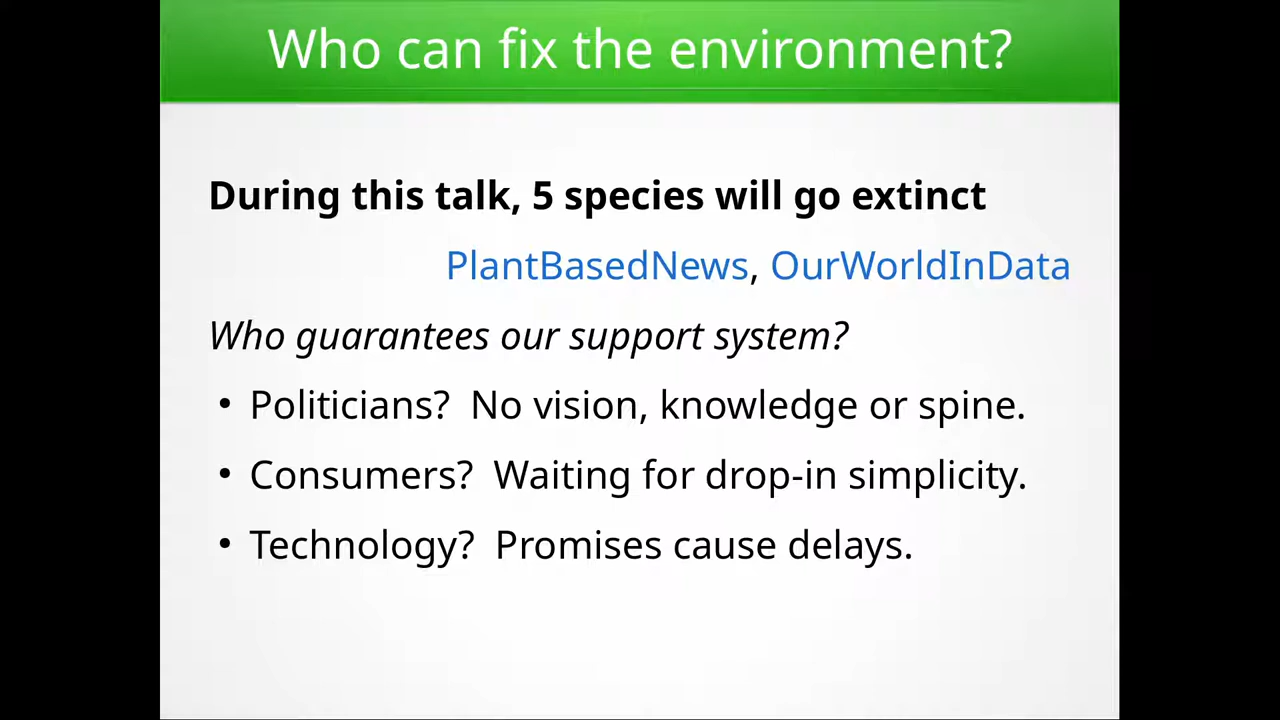 Who can fix the environment?
During this talk, 5 species will go extinct
PlantBasedNews, OurWorldInData
Who guarantees our support system?
• Politicians?  No vision, knowledge or spine.
• Consumers?  Waiting for drop-in simplicity.
• Technology?  Promises cause delays.